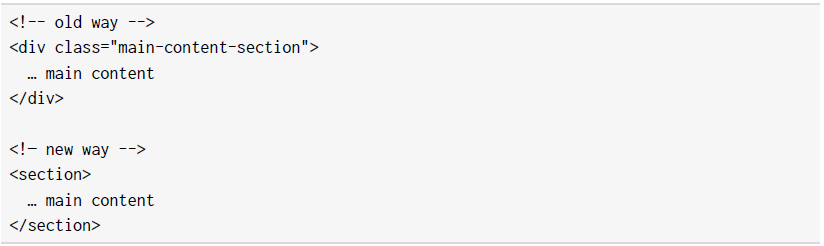 <!-- old way -->
<div class="main-content-section">
… main content
</div>
<!— new way -->
<section>
… main content
</section>